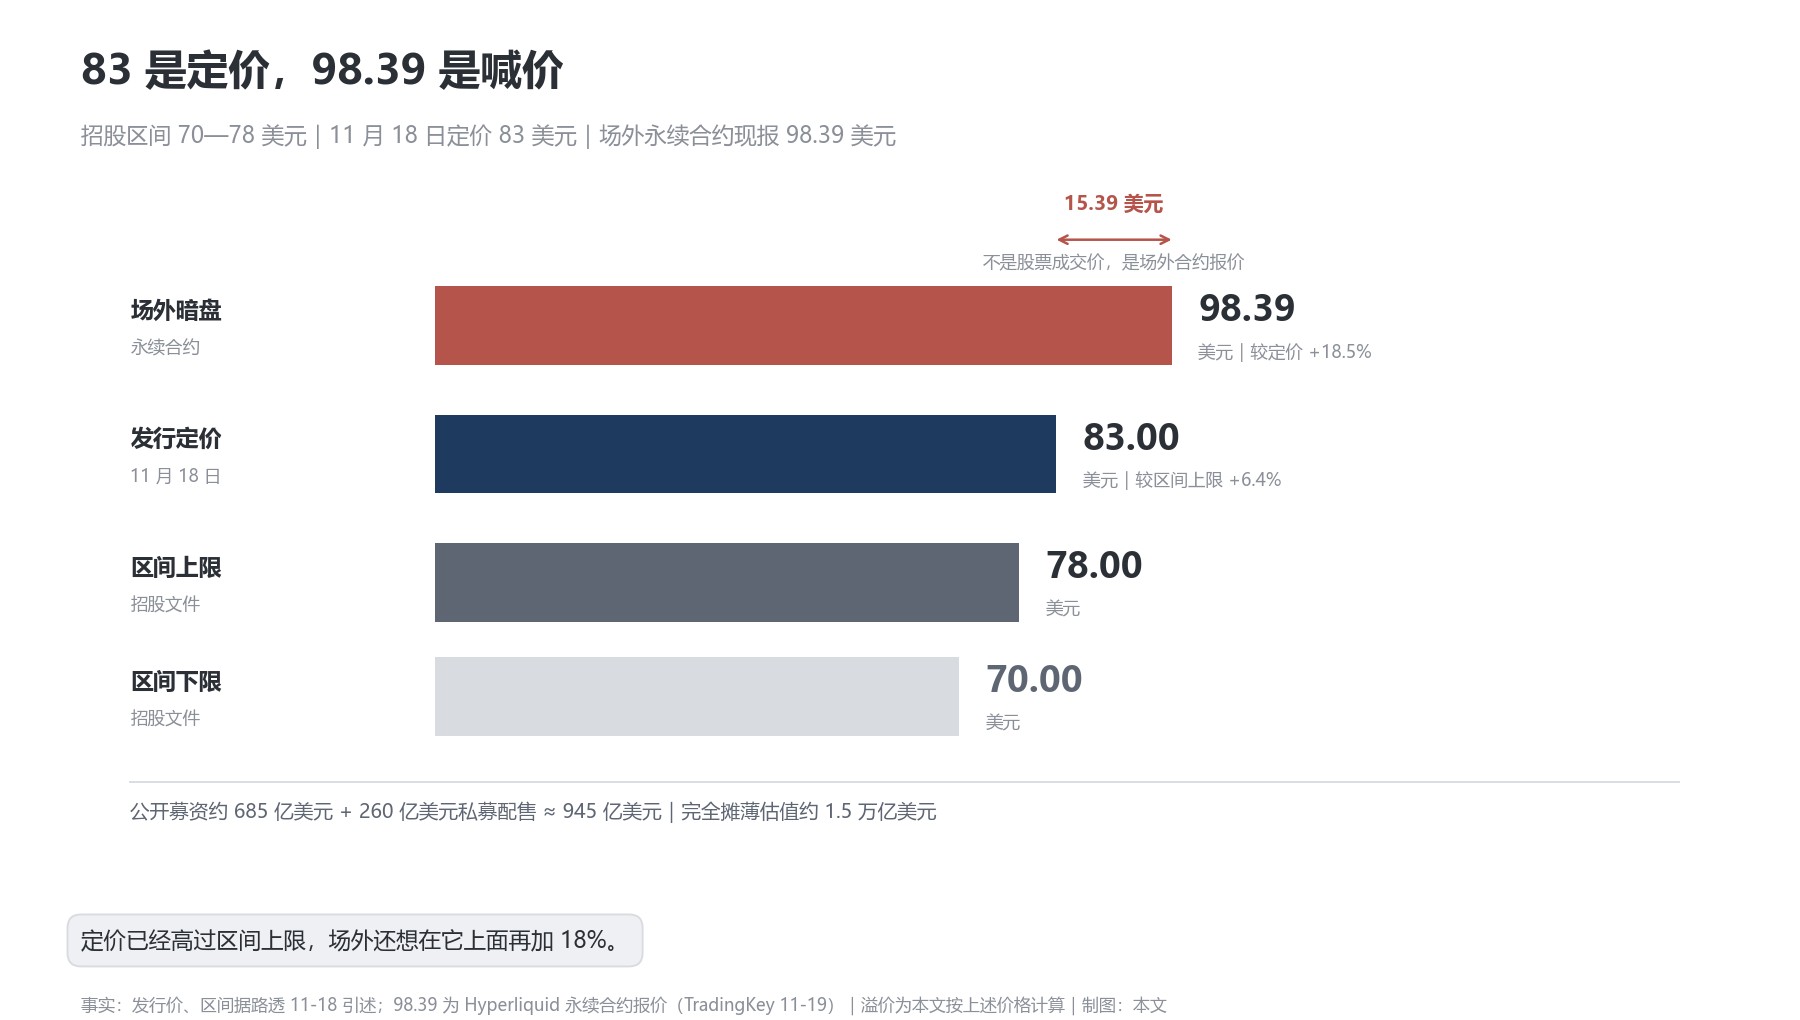 83 是定价，98.39 是喊价
招股区间 70—78 美元 | 11 月 18 日定价 83 美元 | 场外永续合约现报 98.39 美元
15.39 美元
不是股票成交价，是场外合约报价
场外暗盘
永续合约
98.39
美元 | 较定价 +18.5%
发行定价
11 月 18 日
83.00
美元 | 较区间上限 +6.4%
区间上限
招股文件
78.00
美元
区间下限
招股文件
70.00
美元
公开募资约 685 亿美元 + 260 亿美元私募配售 ≈ 945 亿美元 | 完全摊薄估值约 1.5 万亿美元
定价已经高过区间上限，场外还想在它上面再加 18%。
事实：发行价、区间据路透 11-18 引述；98.39 为 Hyperliquid 永续合约报价（TradingKey 11-19） | 溢价为本文按上述价格计算 | 制图：本文